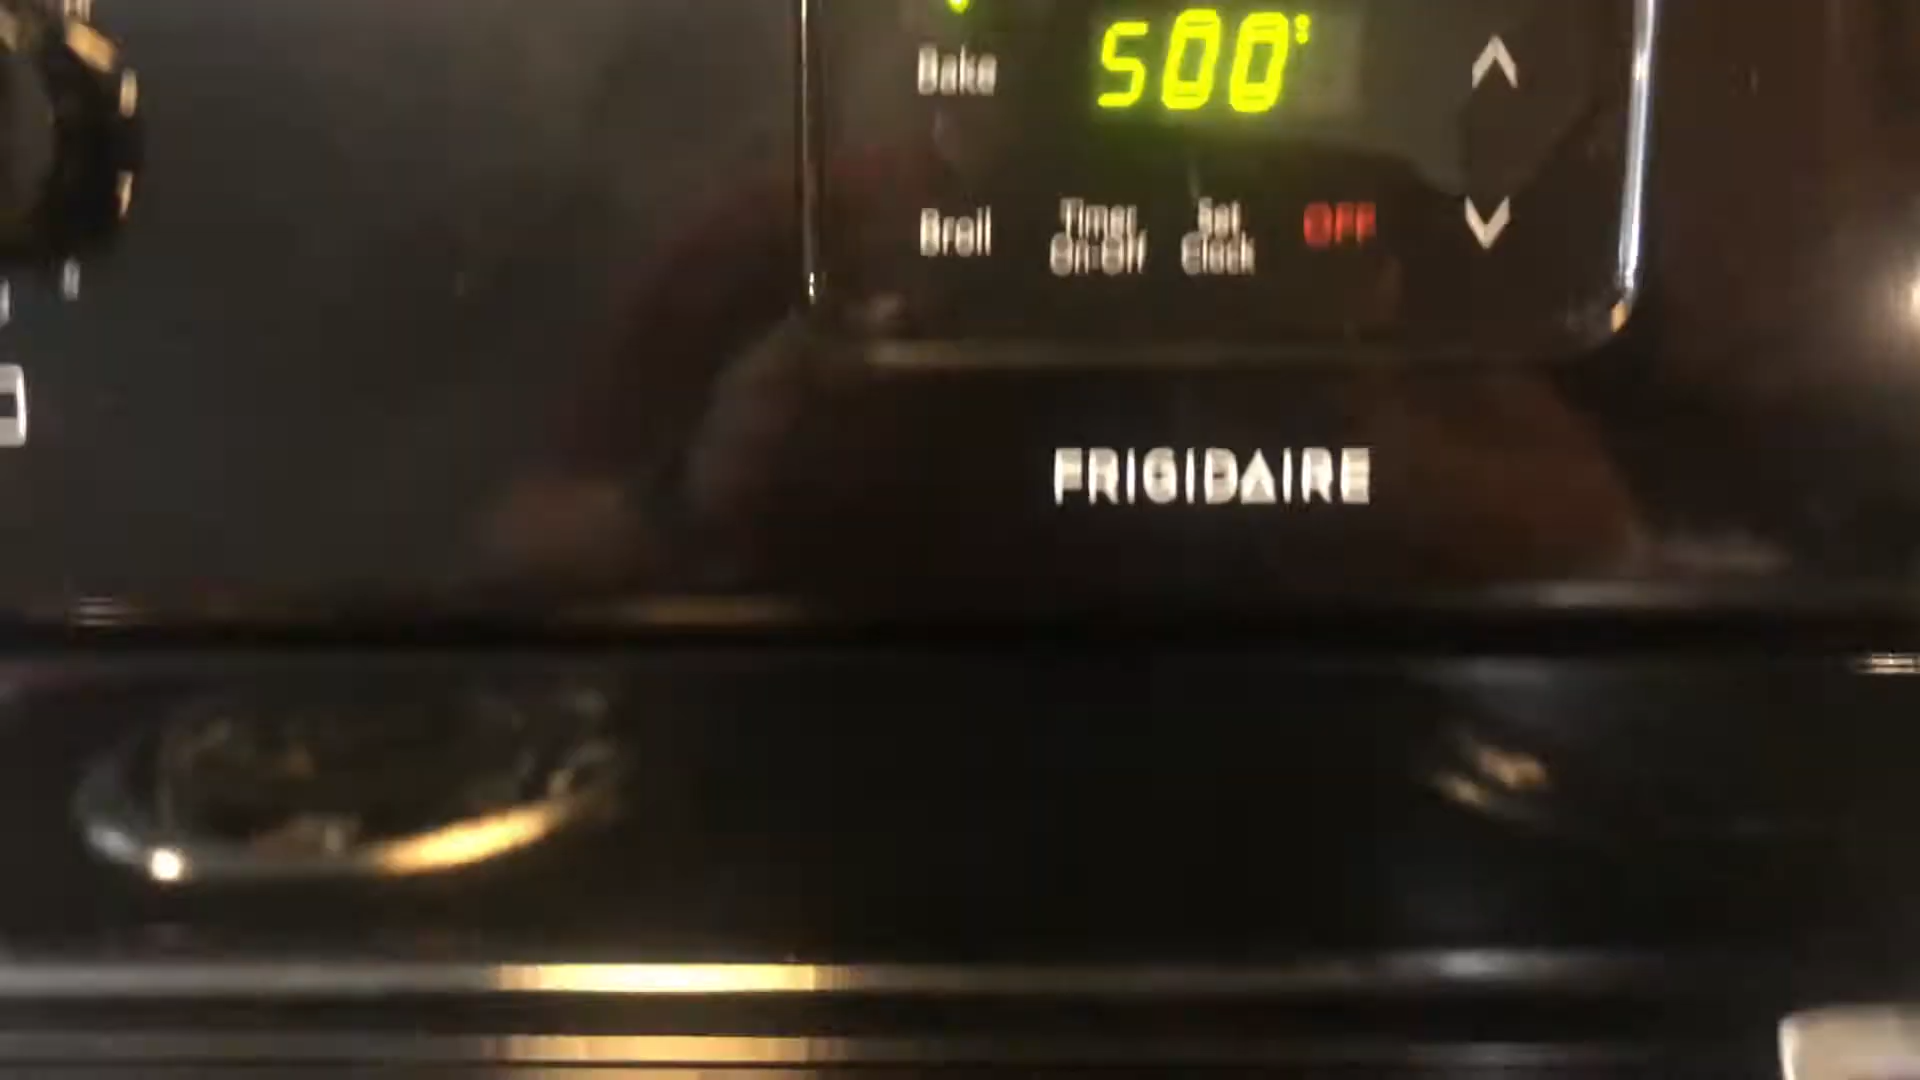 Bake
500°
Broil
Timer
On-Off
Set
Clock
OFF
FRIGIDAIRE